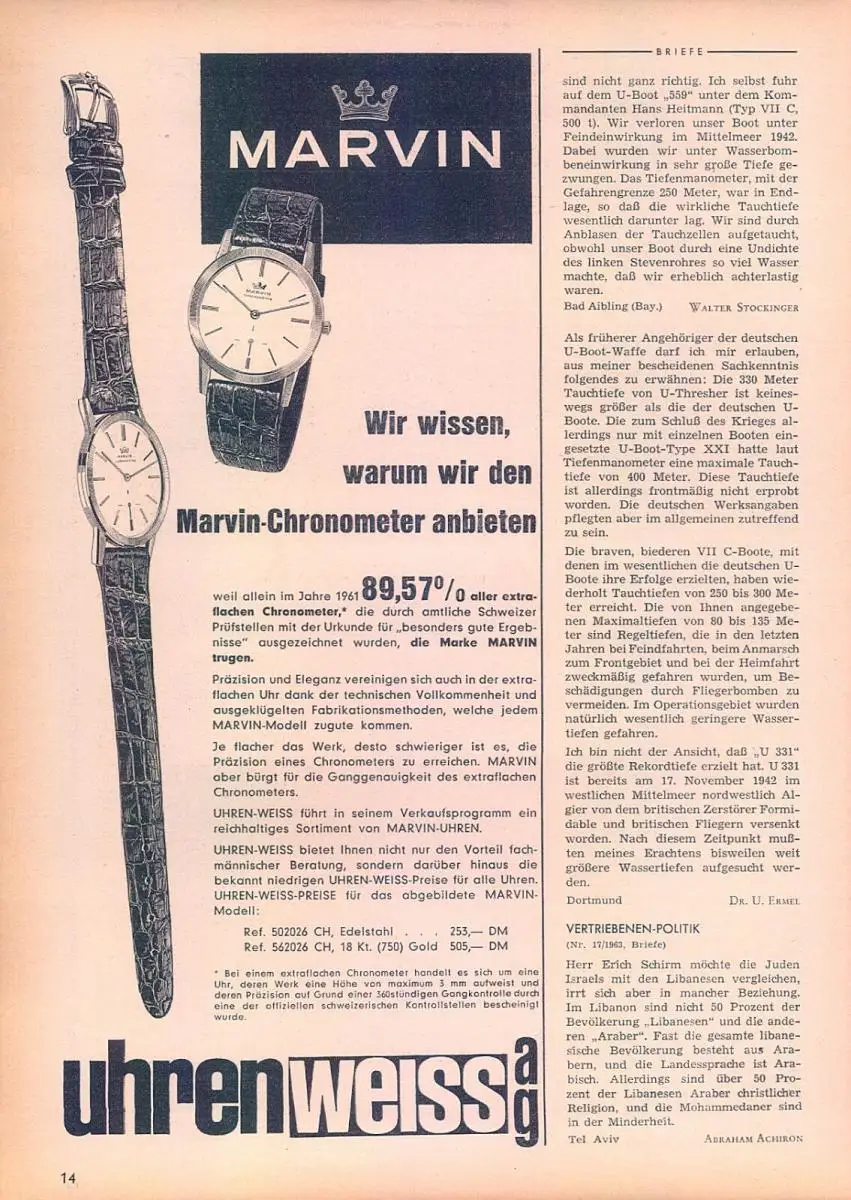 MARVIN
MARVIN
MARVIN
Wir wissen,
warum wir den
Marvin-Chronometer anbieten
weil allein im Jahre 1961 89,57% aller extra-
flachen Chronometer,* die durch amtliche Schweizer
Prüfstellen mit der Urkunde für „besonders gute Ergeb-
nisse" ausgezeichnet wurden, die Marke MARVIN
trugen.
Präzision und Eleganz vereinigen sich auch in der extra-
flachen Uhr dank der technischen Vollkommenheit und
ausgeklügelten Fabrikationsmethoden, welche jedem
MARVIN-Modell zugute kommen.
Je flacher das Werk, desto schwieriger ist es, die
Präzision eines Chronometers zu erreichen. MARVIN
aber bürgt für die Ganggenauigkeit des extraflachen
Chronometers.
UHREN-WEISS führt in seinem Verkaufsprogramm ein
reichhaltiges Sortiment von MARVIN-UHREN.
UHREN-WEISS bietet Ihnen nicht nur den Vorteil fach-
männischer Beratung, sondern darüber hinaus die
bekannt niedrigen UHREN-WEISS-Preise für alle Uhren.
UHREN-WEISS-PREISE für das abgebildete MARVIN-
Modell:
Ref. 502026 CH, Edelstahl . . . 253,— DM
Ref. 562026 CH, 18 Kt. (750) Gold 505,— DM
* Bei einem extraflachen Chronometer handelt es sich um eine
Uhr, deren Werk eine Höhe von maximum 3 mm aufweist und
deren Präzision auf Grund einer 360stündigen Gangkontrolle durch
eine der offiziellen schweizerischen Kontrollstellen bescheinigt
wurde.
uhren weiss ag
14
BRIEFE
sind nicht ganz richtig. Ich selbst fuhr
auf dem U-Boot „559" unter dem Kom-
mandanten Hans Heitmann (Typ VII C,
500 t). Wir verloren unser Boot unter
Feindeinwirkung im Mittelmeer 1942.
Dabei wurden wir unter Wasserbom-
beneinwirkung in sehr große Tiefe ge-
zwungen. Das Tiefenmanometer, mit der
Gefahrengrenze 250 Meter, war in End-
lage, so daß die wirkliche Tauchtiefe
wesentlich darunter lag. Wir sind durch
Anblasen der Tauchzellen aufgetaucht,
obwohl unser Boot durch eine Undichte
des linken Stevenrohres so viel Wasser
machte, daß wir erheblich achterlastig
waren.
Bad Aibling (Bay.) WALTER STOCKINGER
Als früherer Angehöriger der deutschen
U-Boot-Waffe darf ich mir erlauben,
aus meiner bescheidenen Sachkenntnis
folgendes zu erwähnen: Die 330 Meter
Tauchtiefe von U-Thresher ist keines-
wegs größer als die der deutschen U-
Boote. Die zum Schluß des Krieges al-
lerdings nur mit einzelnen Booten ein-
gesetzte U-Boot-Type XXI hatte laut
Tiefenmanometer eine maximale Tauch-
tiefe von 400 Meter. Diese Tauchtiefe
ist allerdings frontmäßig nicht erprobt
worden. Die deutschen Werksangaben
pflegten aber im allgemeinen zutreffend
zu sein.
Die braven, biederen VII C-Boote, mit
denen im wesentlichen die deutschen U-
Boote ihre Erfolge erzielten, haben wie-
derholt Tauchtiefen von 250 bis 300 Me-
ter erreicht. Die von Ihnen angegebe-
nen Maximaltiefen von 80 bis 135 Me-
ter sind Regeltiefen, die in den letzten
Jahren bei Feindfahrten, beim Anmarsch
zum Frontgebiet und bei der Heimfahrt
zweckmäßig gefahren wurden, um Be-
schädigungen durch Fliegerbomben zu
vermeiden. Im Operationsgebiet wurden
natürlich wesentlich geringere Wasser-
tiefen gefahren.
Ich bin nicht der Ansicht, daß „U 331"
die größte Rekordtiefe erzielt hat. U 331
ist bereits am 17. November 1942 im
westlichen Mittelmeer nordwestlich Al-
gier von dem britischen Zerstörer Formi-
dable und britischen Fliegern versenkt
worden. Nach diesem Zeitpunkt muß-
ten meines Erachtens bisweilen weit
größere Wassertiefen aufgesucht wer-
den.
Dortmund DR. U. ERMEL
VERTRIEBENEN-POLITIK
(Nr. 17/1963, Briefe)
Herr Erich Schirm möchte die Juden
Israels mit den Libanesen vergleichen,
irrt sich aber in mancher Beziehung.
Im Libanon sind nicht 50 Prozent der
Bevölkerung „Libanesen" und die ande-
ren „Araber". Fast die gesamte libane-
sische Bevölkerung besteht aus Ara-
bern, und die Landessprache ist Ara-
bisch. Allerdings sind über 50 Pro-
zent der Libanesen Araber christlicher
Religion, und die Mohammedaner sind
in der Minderheit.
Tel Aviv ABRAHAM ACHIRON